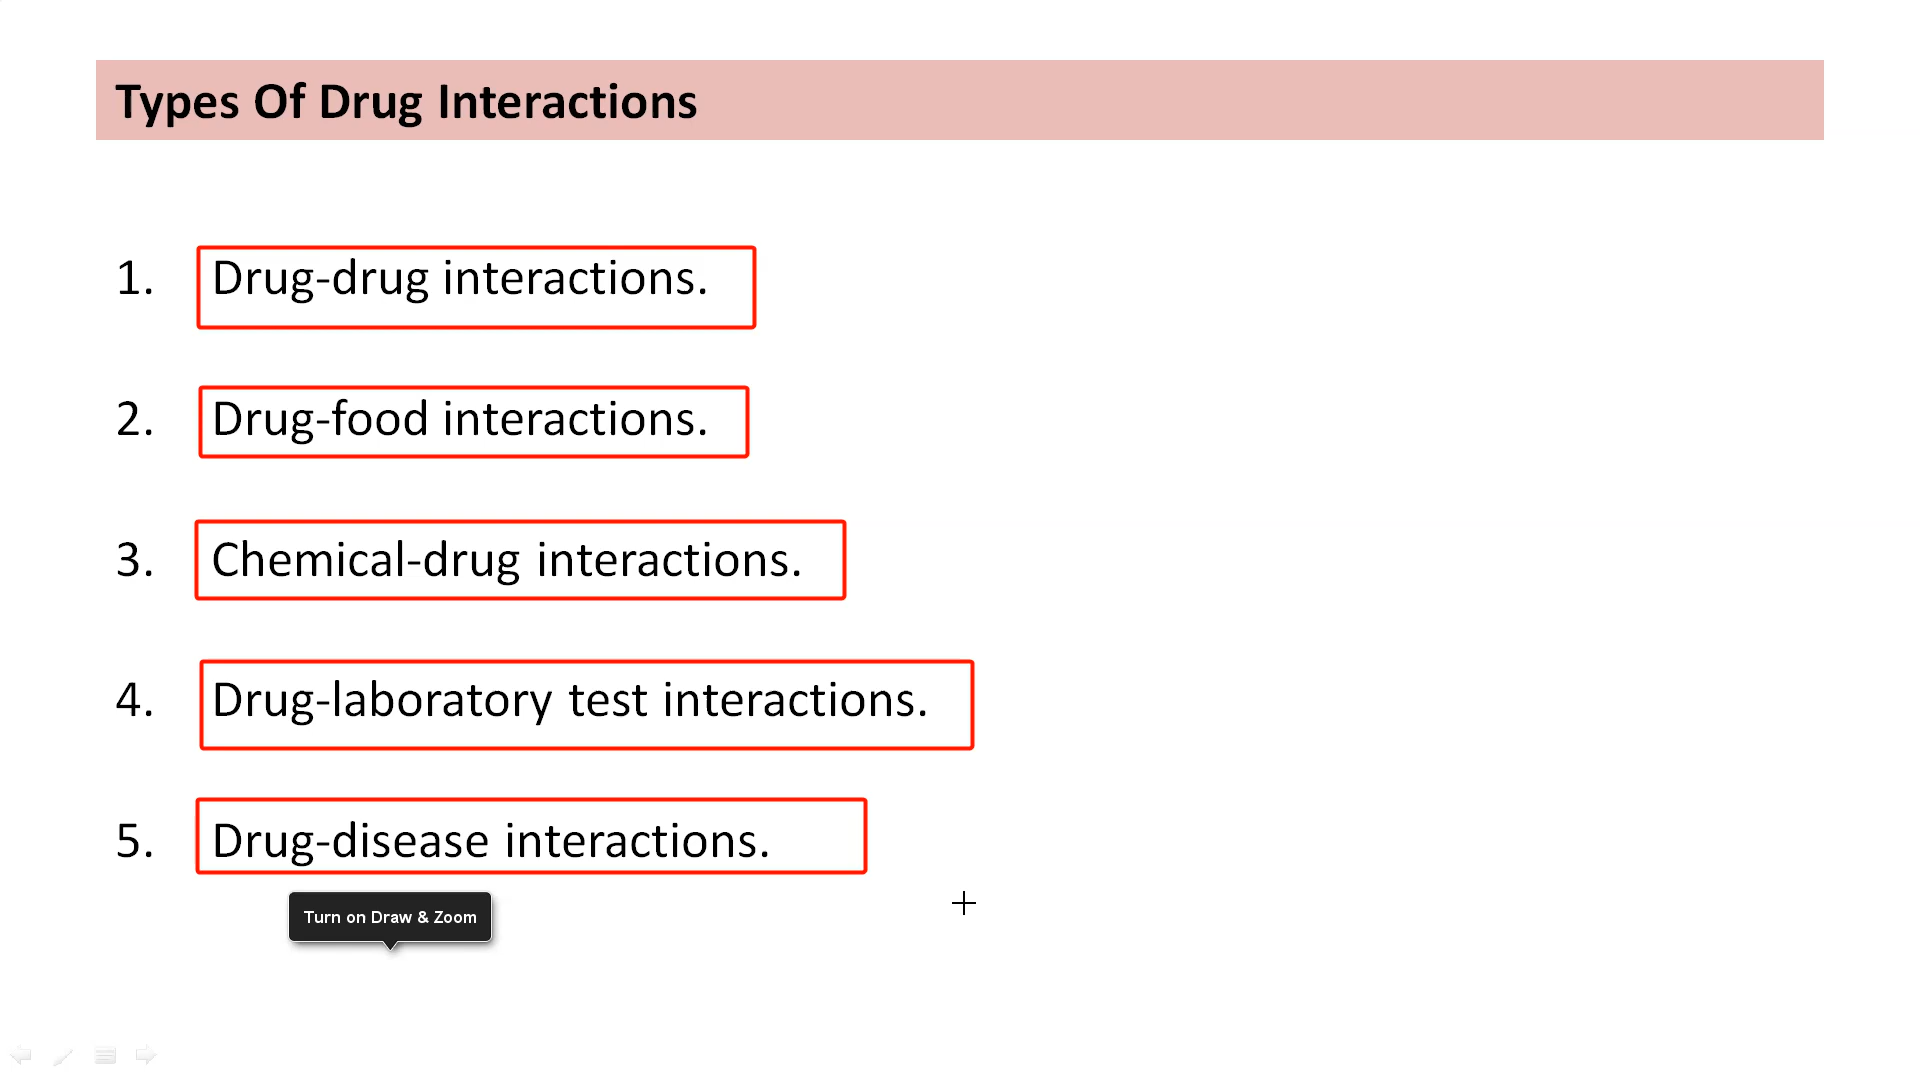 Types Of Drug Interactions
1. Drug-drug interactions.
2. Drug-food interactions.
3. Chemical-drug interactions.
4. Drug-laboratory test interactions.
5. Drug-disease interactions.
Turn on Draw & Zoom